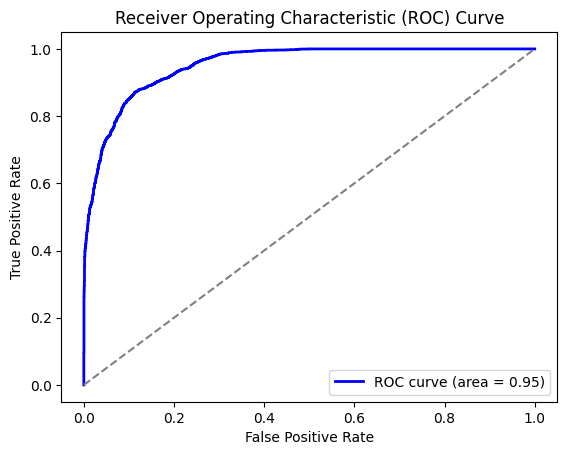 Receiver Operating Characteristic (ROC) Curve
1.0
0.8
0.6
0.4
0.2
0.0
True Positive Rate
ROC curve (area = 0.95)
0.0 0.2 0.4 0.6 0.8 1.0
False Positive Rate